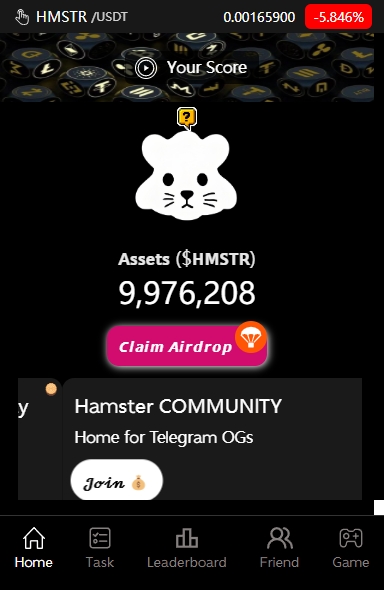 HMSTR /USDT 0.00165900 -5.846%
Your Score
?
Assets ($HMSTR)
9,976,208
Claim Airdrop
y
Hamster COMMUNITY
Home for Telegram OGs
Join
Home Task Leaderboard Friend Game